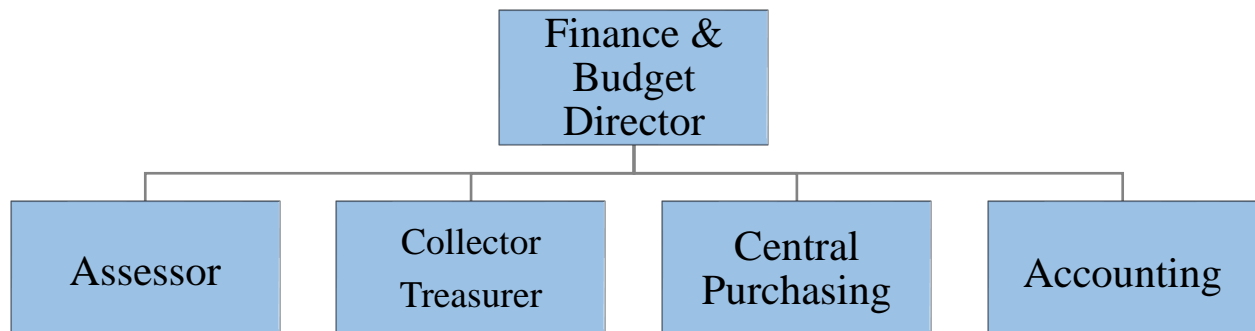 Finance &
Budget
Director
Assessor
Collector
Treasurer
Central
Purchasing
Accounting